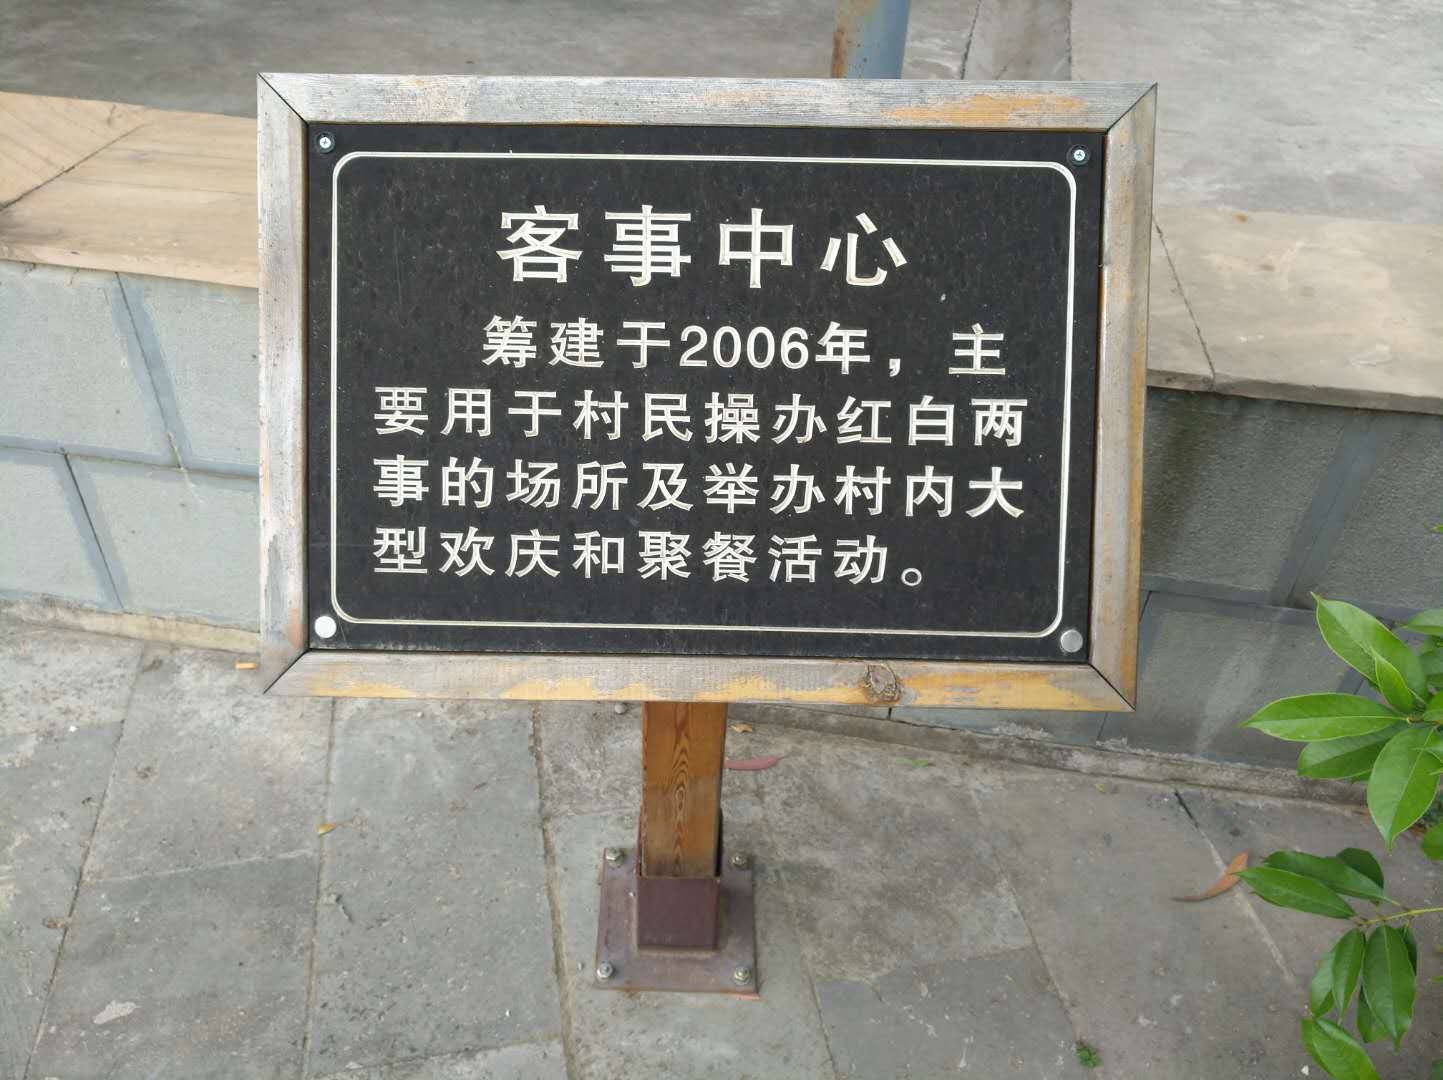 客事中心
筹建于2006年，主
要用于村民操办红白两
事的场所及举办村内大
型欢庆和聚餐活动。